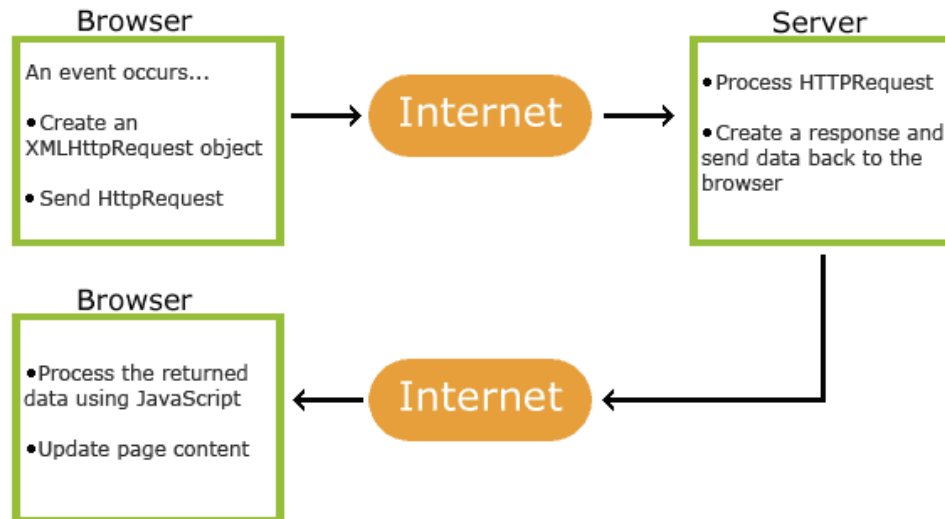 Browser
An event occurs...
•Create an
XMLHttpRequest object
• Send HttpRequest
Internet
Server
•Process HTTPRequest
•Create a response and
send data back to the
browser
Browser
•Process the returned
data using JavaScript
•Update page content
Internet